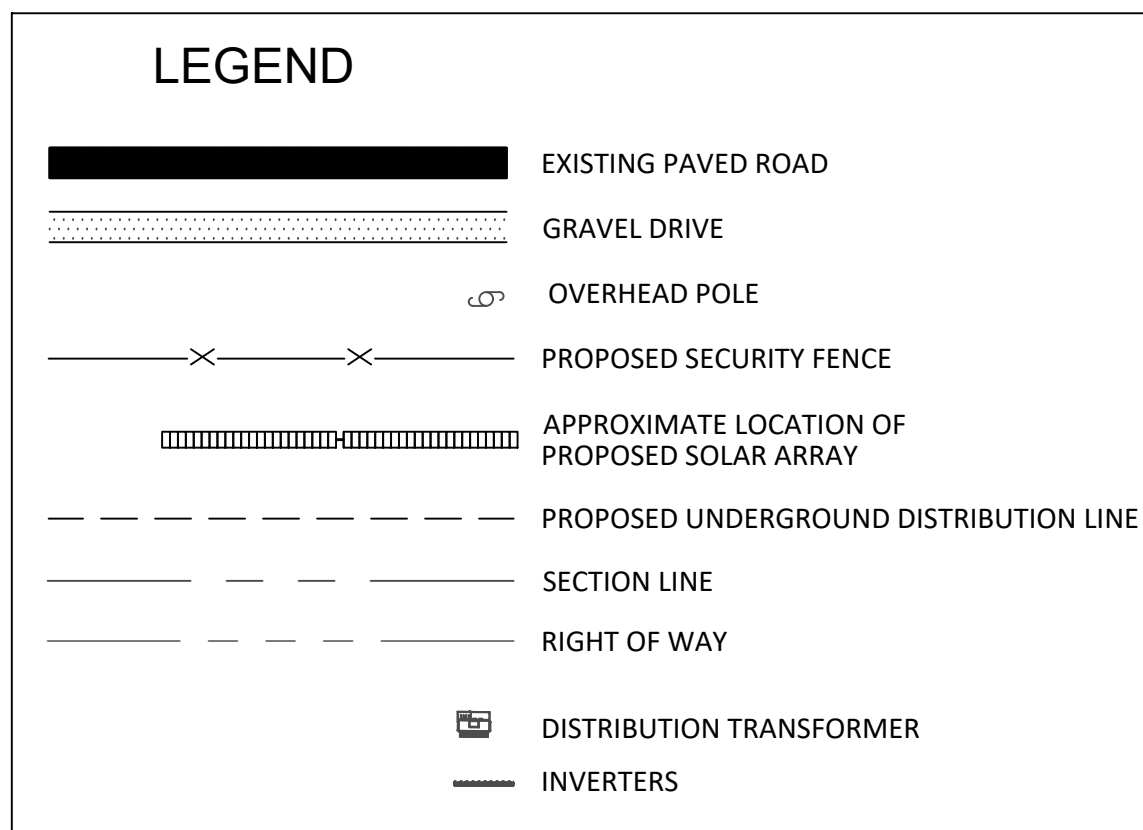 LEGEND
EXISTING PAVED ROAD
GRAVEL DRIVE
OVERHEAD POLE
PROPOSED SECURITY FENCE
APPROXIMATE LOCATION OF
PROPOSED SOLAR ARRAY
PROPOSED UNDERGROUND DISTRIBUTION LINE
SECTION LINE
RIGHT OF WAY
DISTRIBUTION TRANSFORMER
INVERTERS